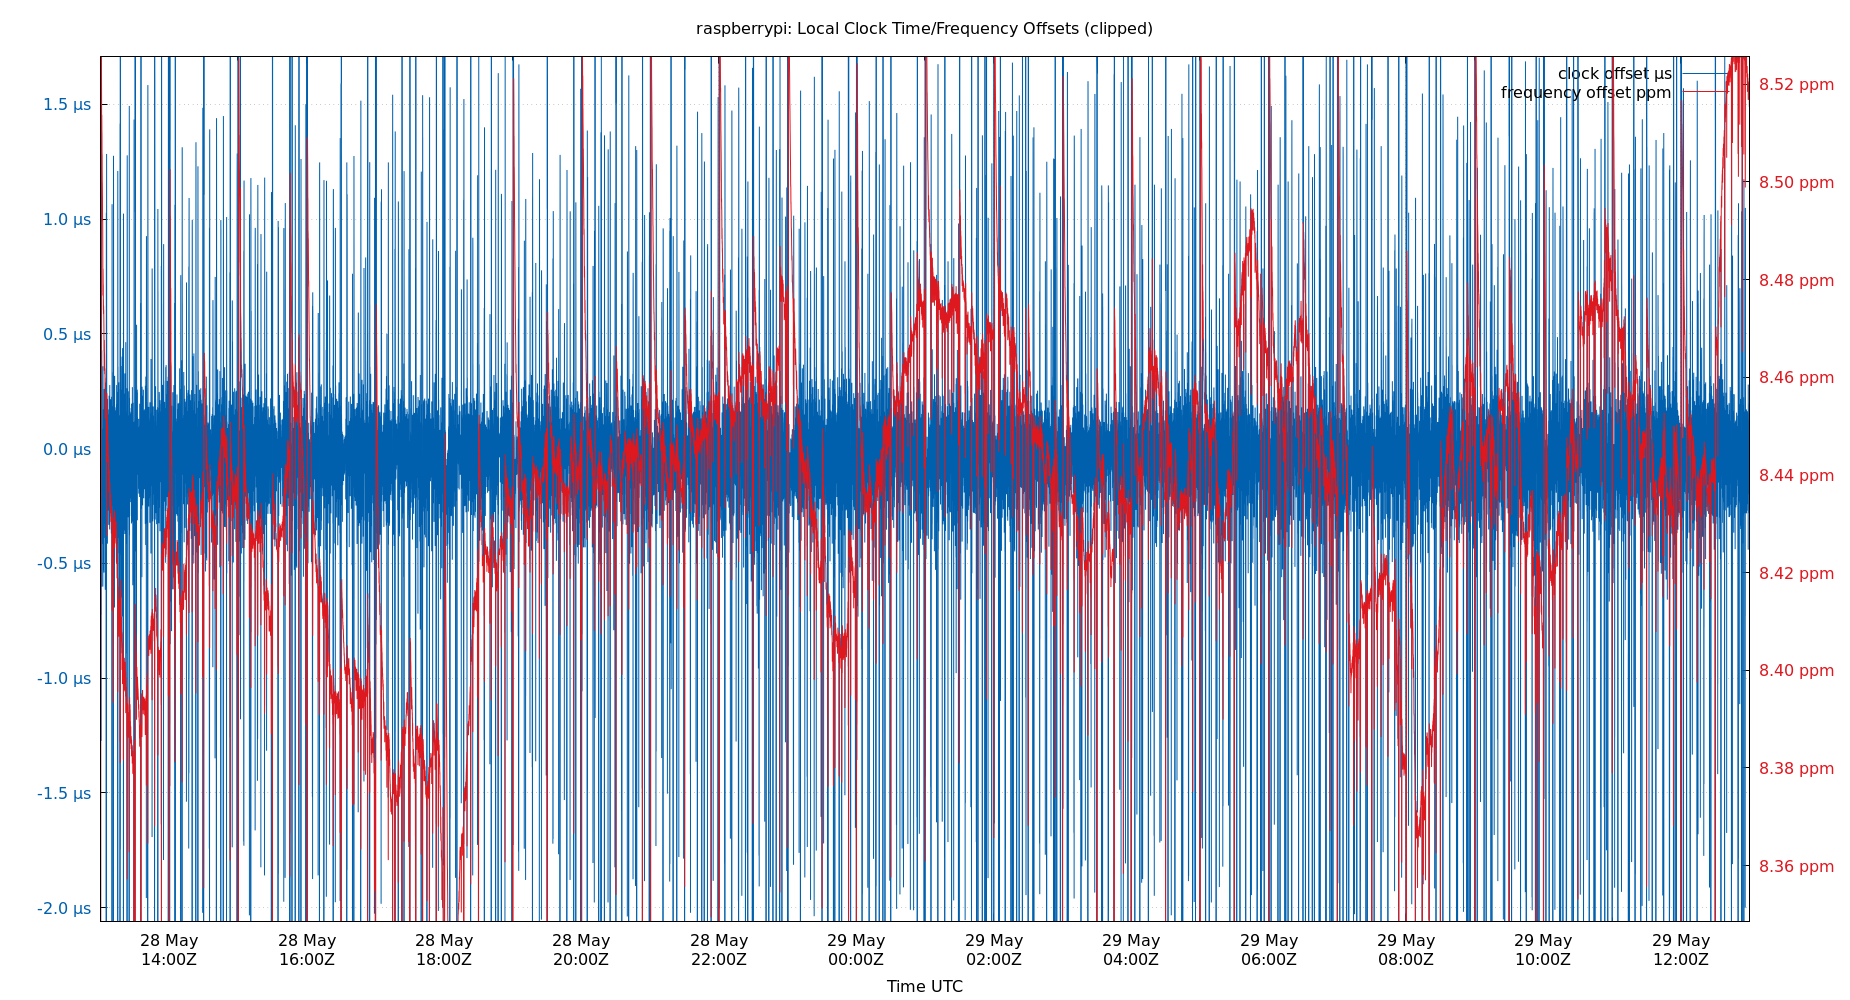 raspberrypi: Local Clock Time/Frequency Offsets (clipped)
clock offset µs
frequency offset ppm
1.5 µs
1.0 µs
0.5 µs
0.0 µs
-0.5 µs
-1.0 µs
-1.5 µs
-2.0 µs
8.52 ppm
8.50 ppm
8.48 ppm
8.46 ppm
8.44 ppm
8.42 ppm
8.40 ppm
8.38 ppm
8.36 ppm
28 May 14:00Z
28 May 16:00Z
28 May 18:00Z
28 May 20:00Z
28 May 22:00Z
29 May 00:00Z
29 May 02:00Z
29 May 04:00Z
29 May 06:00Z
29 May 08:00Z
29 May 10:00Z
29 May 12:00Z
Time UTC